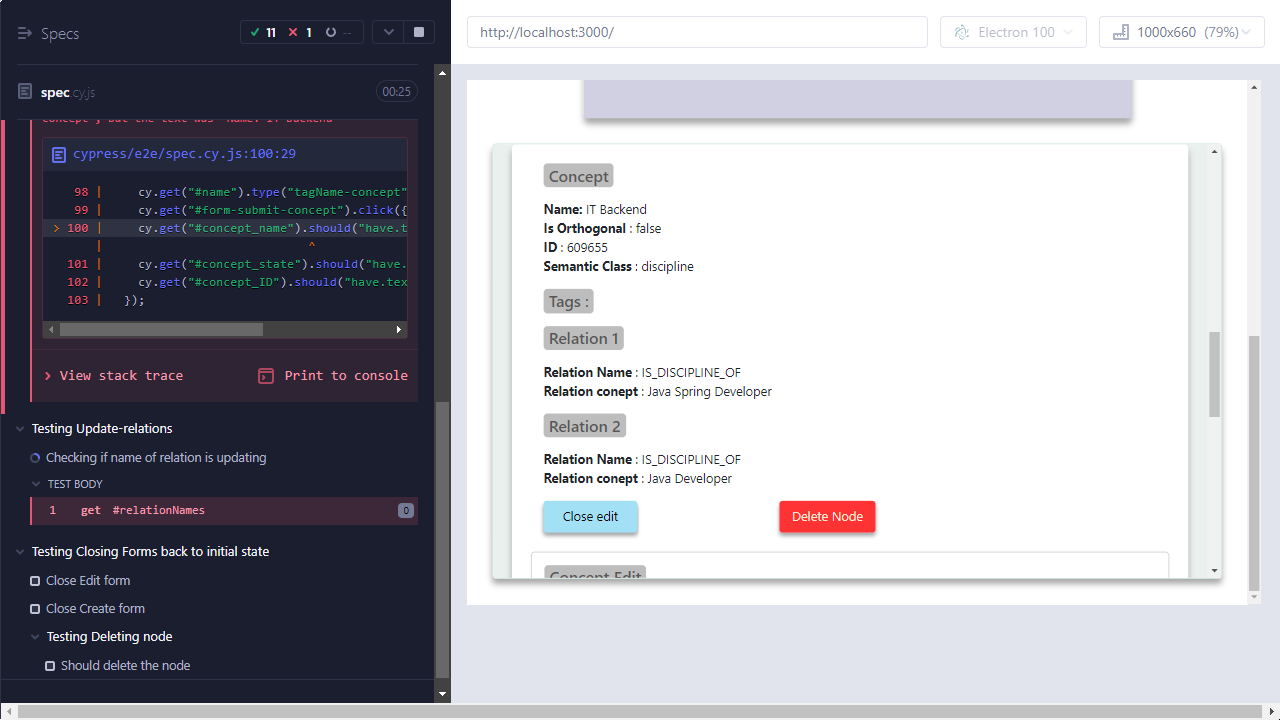 Specs
11 1 --
spec.cy.js
00:25
concept'; but the text was 'Name: IT Backend'
cypress/e2e/spec.cy.js:100:29
98 | cy.get("#name").type("tagName-concept"
99 | cy.get("#form-submit-concept").click({
> 100 | cy.get("#concept_name").should("have.t
| ^
101 | cy.get("#concept_state").should("have.
102 | cy.get("#concept_ID").should("have.tex
103 | });
View stack trace
Print to console
Testing Update-relations
Checking if name of relation is updating
TEST BODY
1 get #relationNames 0
Testing Closing Forms back to initial state
Close Edit form
Close Create form
Testing Deleting node
Should delete the node
http://localhost:3000/
Electron 100
1000x660 (79%)
Concept
Name: IT Backend
Is Orthogonal : false
ID : 609655
Semantic Class : discipline
Tags :
Relation 1
Relation Name : IS_DISCIPLINE_OF
Relation conept : Java Spring Developer
Relation 2
Relation Name : IS_DISCIPLINE_OF
Relation conept : Java Developer
Close edit
Delete Node
Concept Edit